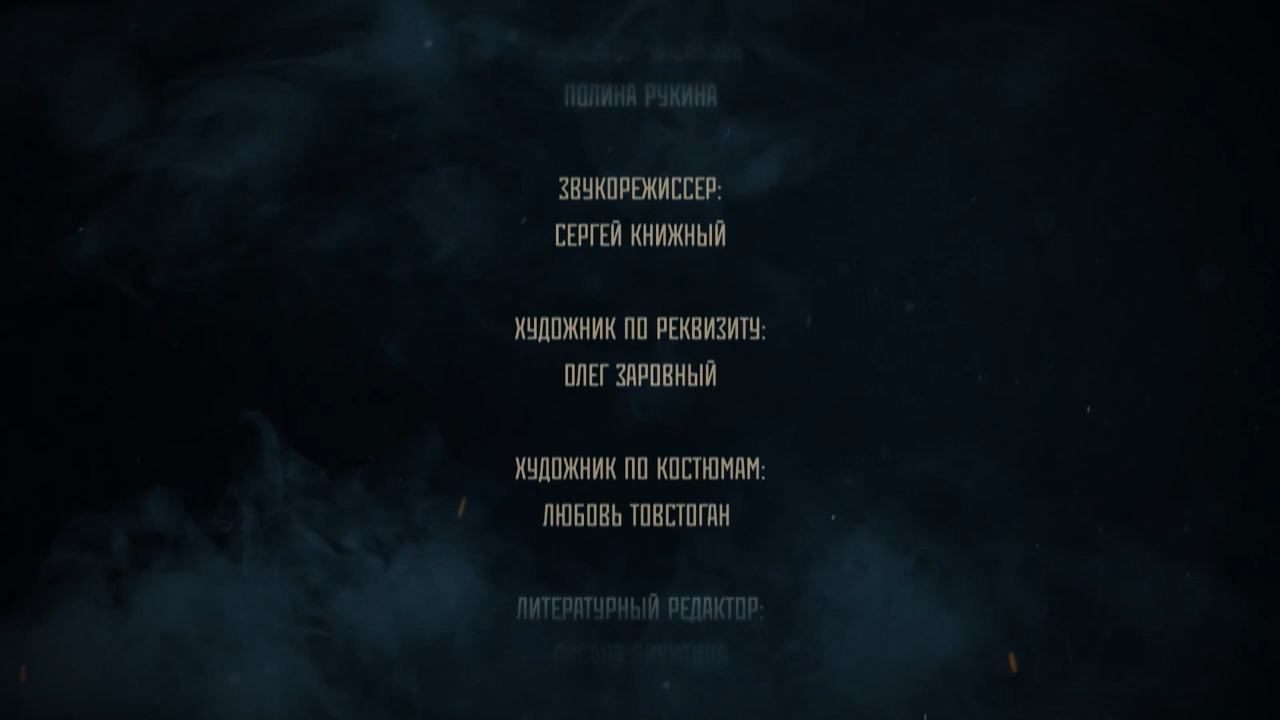 ПОЛИНА РУКИНА
ЗВУКОРЕЖИССЕР:
СЕРГЕЙ КНИЖНЫЙ
ХУДОЖНИК ПО РЕКВИЗИТУ:
ОЛЕГ ЗАРОВНЫЙ
ХУДОЖНИК ПО КОСТЮМАМ:
ЛЮБОВЬ ТОВСТОГАН
ЛИТЕРАТУРНЫЙ РЕДАКТОР: